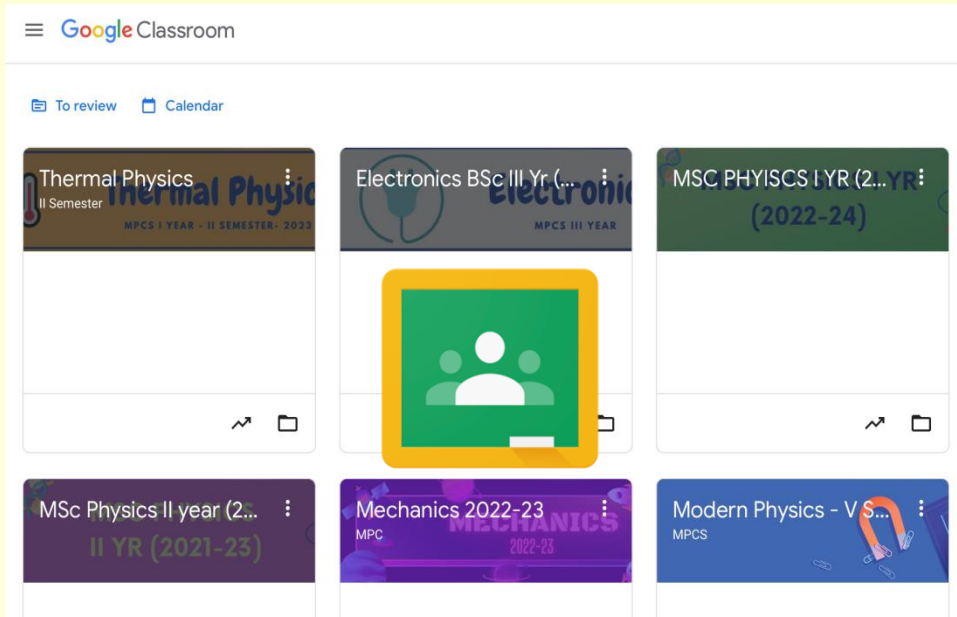 Google Classroom
To review Calendar
Thermal Physics
II Semester
Thermal Physic
MPCS I YEAR - II SEMESTER- 2023
Electronics BSc III Yr (...
Electronic
MPCS III YEAR
MSC PHYISCS I YR (2...
(2022-24)
MSc Physics II year (2...
II YR (2021-23)
Mechanics 2022-23
MPC
MECHANICS
2022-23
Modern Physics - V S...
MPCS